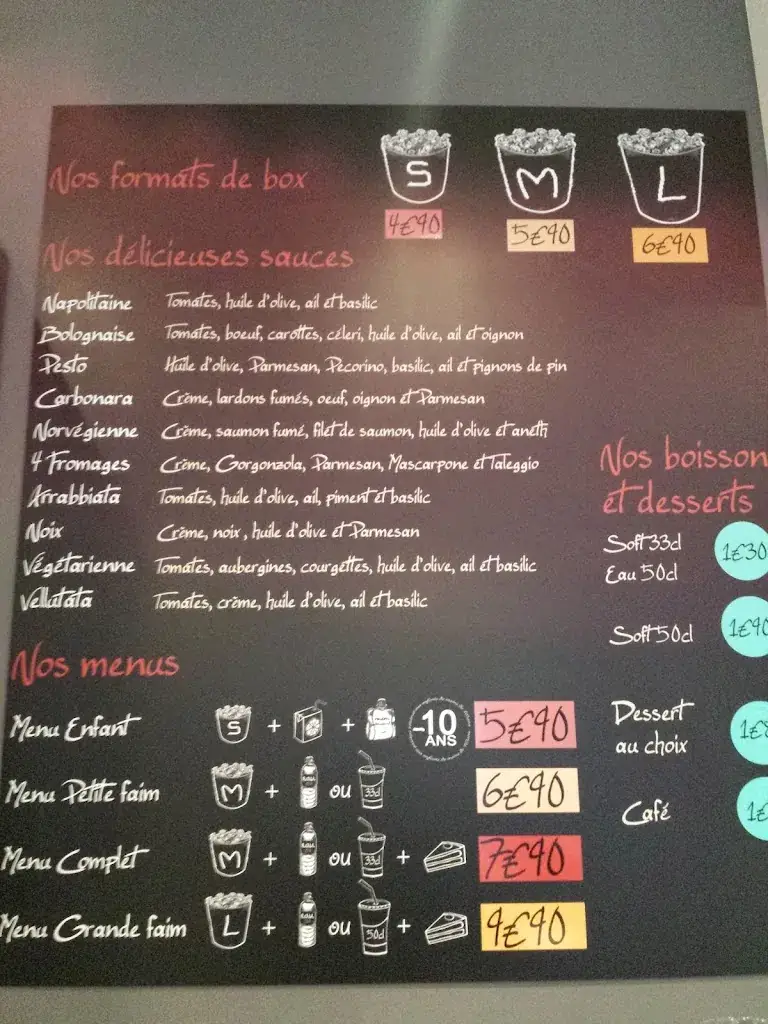 Nos formats de box
S M L
4€90 5€90 6€90
Nos délicieuses sauces
Napolitaine Tomates, huile d'olive, ail et basilic
Bolognaise Tomates, boeuf, carottes, céleri, huile d'olive, ail et oignon
Pesto Huile d'olive, Parmesan, Pecorino, basilic, ail et pignons de pin
Carbonara Crème, lardons fumés, oeuf, oignon et Parmesan
Norvégienne Crème, saumon fumé, filet de saumon, huile d'olive et aneth
4 Fromages Crème, Gorgonzola, Parmesan, Mascarpone et Taleggio
Arrabbiata Tomates, huile d'olive, ail, piment et basilic
Noix Crème, noix, huile d'olive et Parmesan
Végétarienne Tomates, aubergines, courgettes, huile d'olive, ail et basilic
Vellutata Tomates, crème, huile d'olive, ail et basilic
Nos boisson
et desserts
Soft 33cl 1€30
Eau 50cl
Soft 50cl 1€90
Dessert
au choix 1€
Café 1€
Nos menus
Menu Enfant S + + -10 ANS 5€90
Menu Petite faim M + ou 33cl 6€90
Menu Complet M + ou 33cl + 7€90
Menu Grande faim L + ou 50cl + 9€90